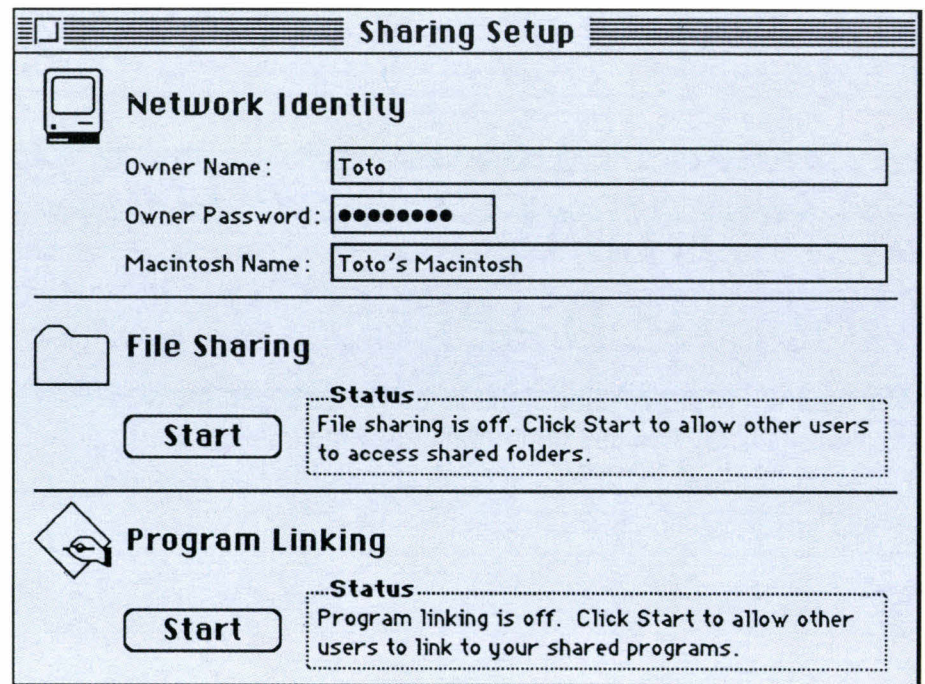 Sharing Setup
Network Identity
Owner Name: Toto
Owner Password: ●●●●●●●●
Macintosh Name: Toto's Macintosh
File Sharing
Start
Status
File sharing is off. Click Start to allow other users
to access shared folders.
Program Linking
Start
Status
Program linking is off. Click Start to allow other
users to link to your shared programs.